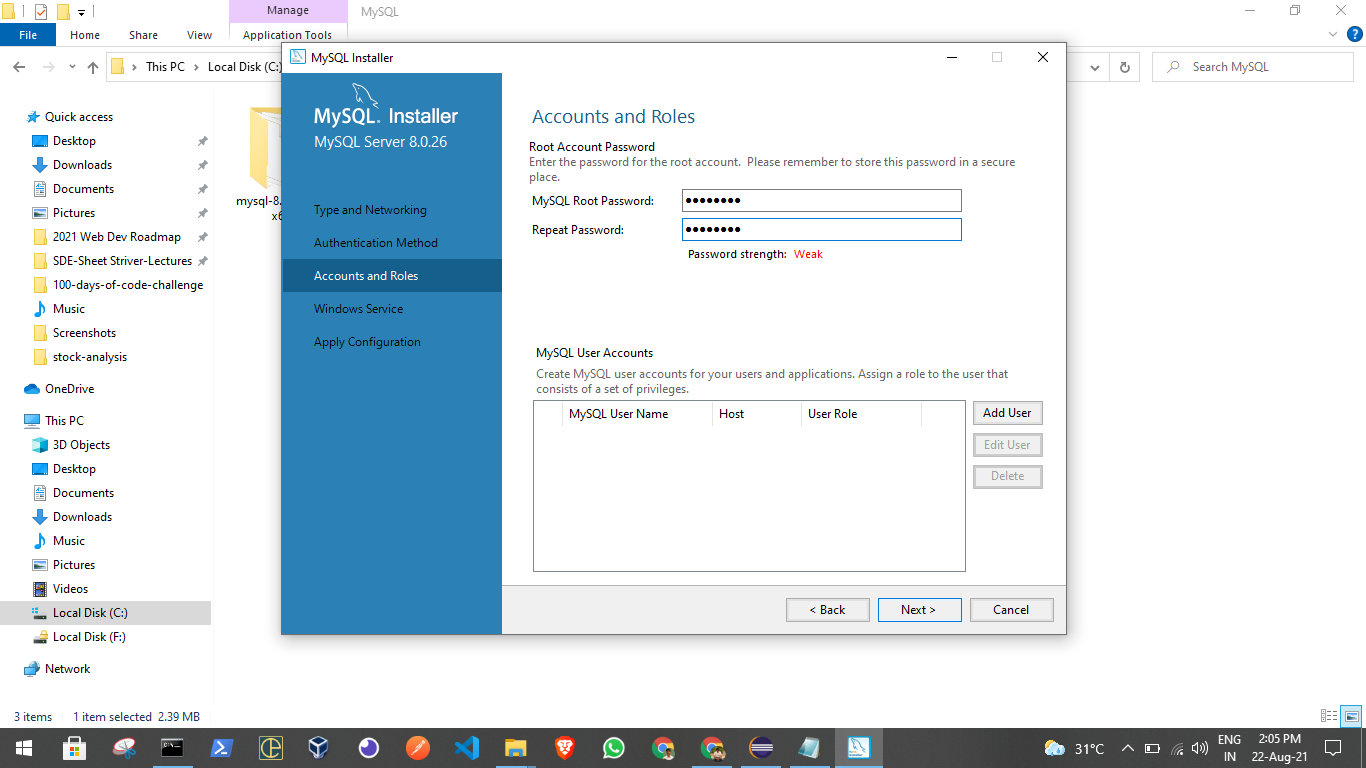 Manage
MySQL
File
Home
Share
View
Application Tools
This PC
Local Disk (C:)
Search MySQL
Quick access
Desktop
Downloads
Documents
Pictures
2021 Web Dev Roadmap
SDE-Sheet Striver-Lectures
100-days-of-code-challenge
Music
Screenshots
stock-analysis
OneDrive
This PC
3D Objects
Desktop
Documents
Downloads
Music
Pictures
Videos
Local Disk (C:)
Local Disk (F:)
Network
3 items
1 item selected 2.39 MB
mysql-8.
MySQL Installer
MySQL. Installer
MySQL Server 8.0.26
Type and Networking
Authentication Method
Accounts and Roles
Windows Service
Apply Configuration
Accounts and Roles
Root Account Password
Enter the password for the root account. Please remember to store this password in a secure
place.
MySQL Root Password:
●●●●●●●●
Repeat Password:
●●●●●●●●
Password strength: Weak
MySQL User Accounts
Create MySQL user accounts for your users and applications. Assign a role to the user that
consists of a set of privileges.
MySQL User Name
Host
User Role
Add User
Edit User
Delete
< Back
Next >
Cancel
31°C
ENG
IN
2:05 PM
22-Aug-21